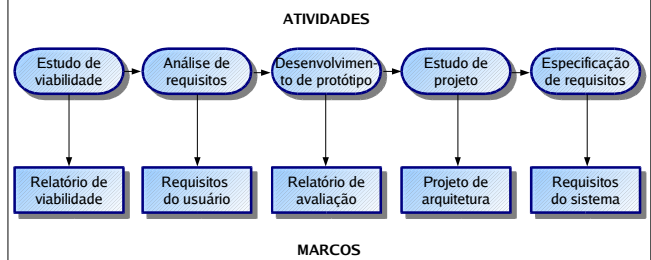 ATIVIDADES
Estudo de
viabilidade
Análise de
requisitos
Desenvolvimen-
to de protótipo
Estudo de
projeto
Especificação
de requisitos
Relatório de
viabilidade
Requisitos
do usuário
Relatório de
avaliação
Projeto de
arquitetura
Requisitos
do sistema
MARCOS